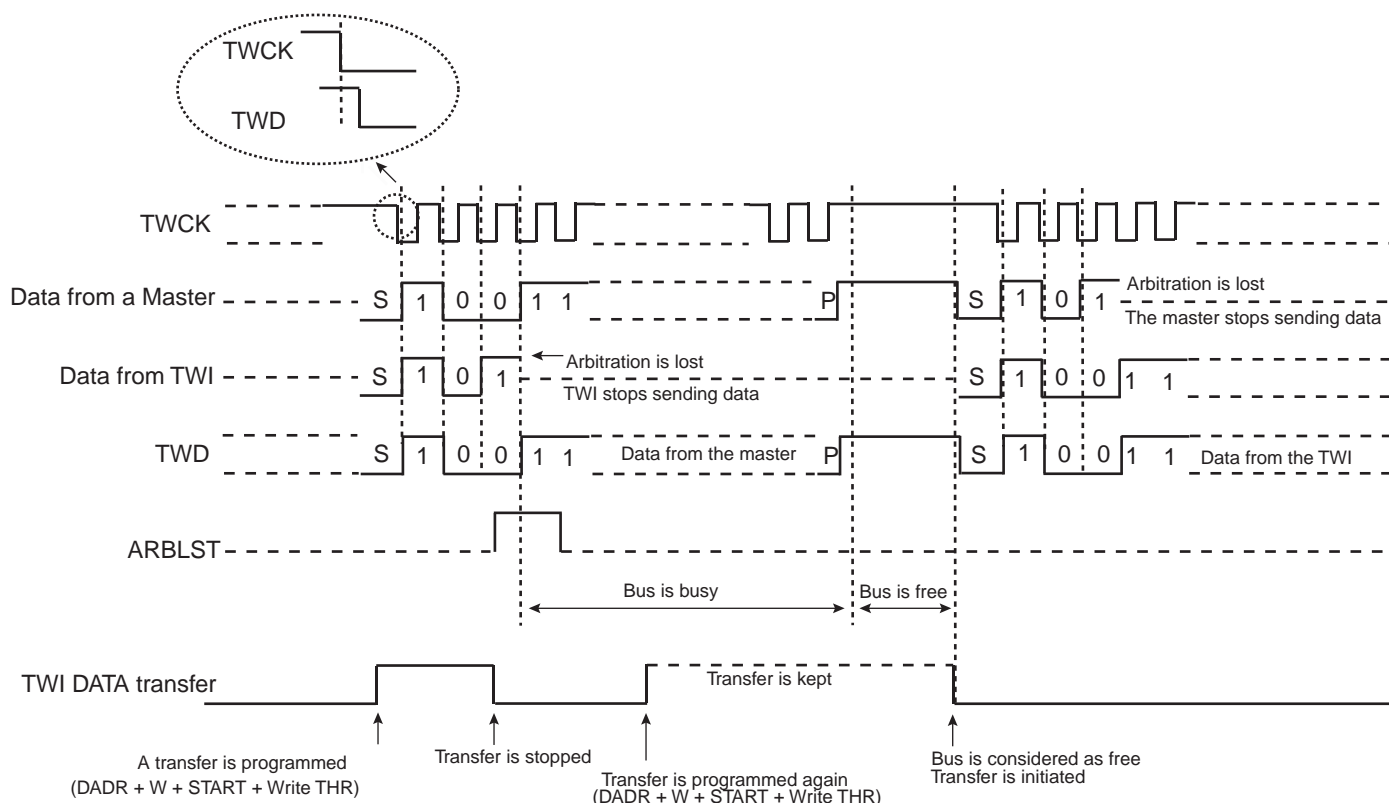 TWCK
TWD
TWCK
Data from a Master
S 1 0 0 1 1
P
S 1 0 1
Arbitration is lost
The master stops sending data
Data from TWI
S 1 0 1
Arbitration is lost
TWI stops sending data
S 1 0 0 1 1
TWD
S 1 0 0 1 1
Data from the master
P
S 1 0 0 1 1
Data from the TWI
ARBLST
Bus is busy
Bus is free
TWI DATA transfer
Transfer is kept
A transfer is programmed
(DADR + W + START + Write THR)
Transfer is stopped
Transfer is programmed again
(DADR + W + START + Write THR)
Bus is considered as free
Transfer is initiated